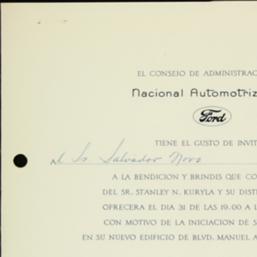 EL CONSEJO DE ADMINISTRAC
Nacional Automotriz
Ford
TIENE EL GUSTO DE INVIT
al Sr. Salvador Novo
A LA BENDICION Y BRINDIS QUE CO
DEL SR. STANLEY N. KURYLA Y SU DIST
OFRECERA EL DIA 31 DE LAS 19.00 A L
CON MOTIVO DE LA INICIACION DE S
EN SU NUEVO EDIFICIO DE BLVD. MANUEL A